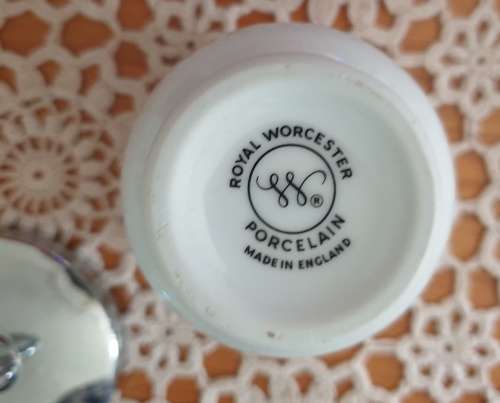 ROYAL WORCESTER
W®
PORCELAIN
MADE IN ENGLAND